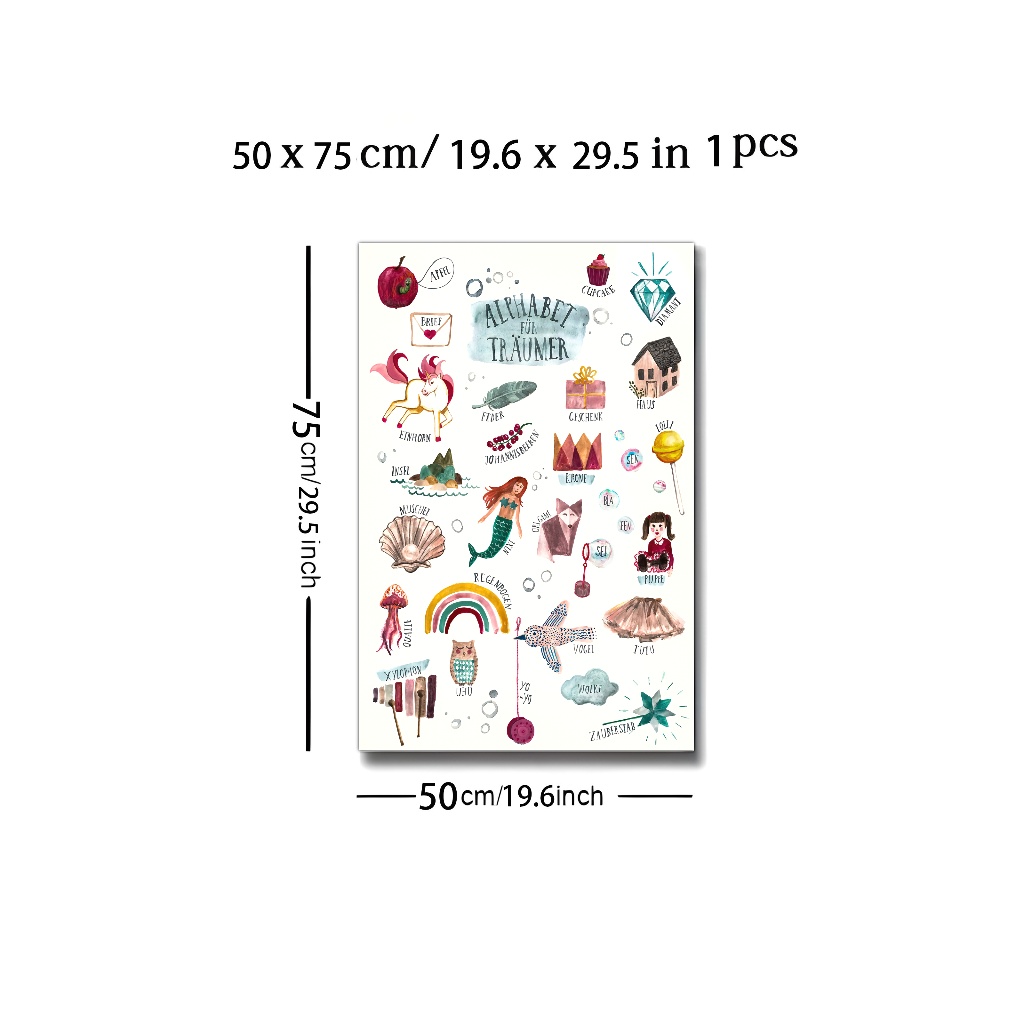 50 x 75 cm/ 19.6 x 29.5 in 1 pcs
APFEL
CUPCAKE
DIAMANT
BRIEF
ALPHABET
FÜR
TRÄUMER
HAUS
EINHORN
FEDER
GESCHENK
JOHANNISBEEREN
LOLLI
INSEL
KRONE
SEI
FEN
BLA
SEN
MUSCHEL
NIXE
ORIGAMI
PUPPE
QUALLE
REGENBOGEN
VOGEL
TUTU
XYLOPHON
UHU
YO
-YO
WOLKE
ZAUBERSTAB
75cm/29.5inch
50cm/19.6inch